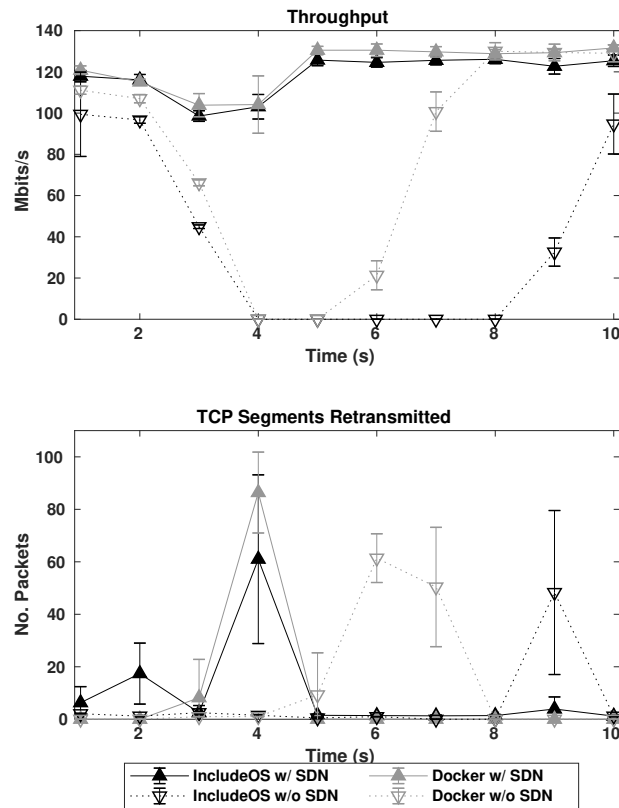 Throughput
140
120
100
80
60
40
20
0
Mbits/s
2 4 6 8 10
Time (s)
TCP Segments Retransmitted
100
80
60
40
20
0
No. Packets
2 4 6 8 10
Time (s)
IncludeOS w/ SDN Docker w/ SDN
IncludeOS w/o SDN Docker w/o SDN